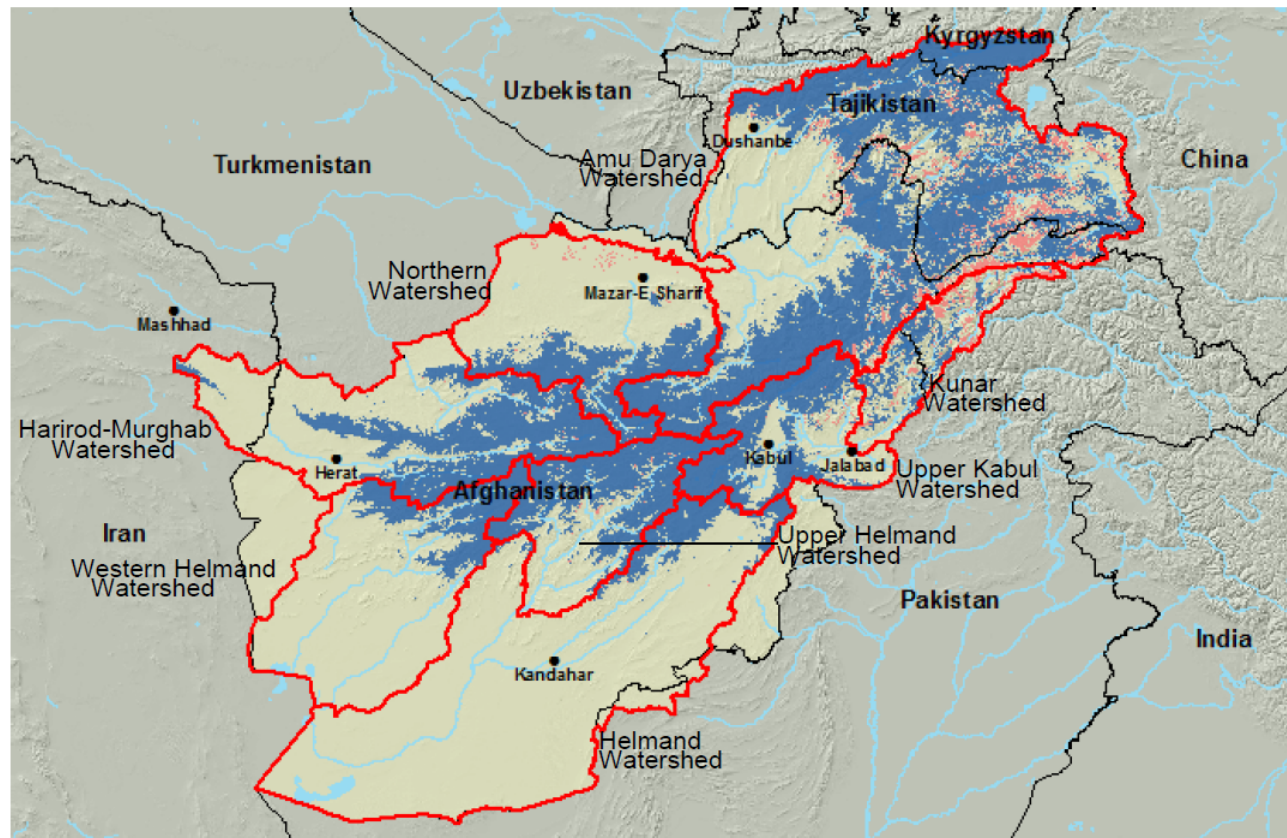 Kyrgyzstan
Uzbekistan
Tajikistan
Dushanbe
Amu Darya
Watershed
China
Turkmenistan
Northern
Watershed
Mazar-E Sharif
Mashhad
Kunar
Watershed
Harirod-Murghab
Watershed
Herat
Kabul
Jalabad
Upper Kabul
Watershed
Afghanistan
Iran
Upper Helmand
Watershed
Western Helmand
Watershed
Pakistan
India
Kandahar
Helmand
Watershed